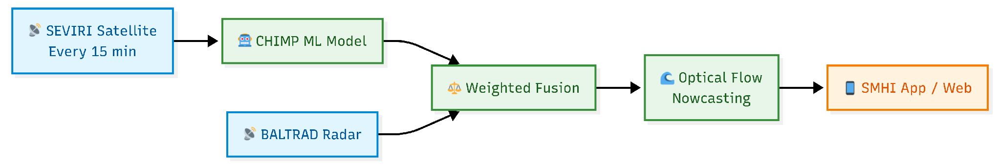 SEVIRI Satellite
Every 15 min
CHIMP ML Model
BALTRAD Radar
Weighted Fusion
Optical Flow
Nowcasting
SMHI App / Web